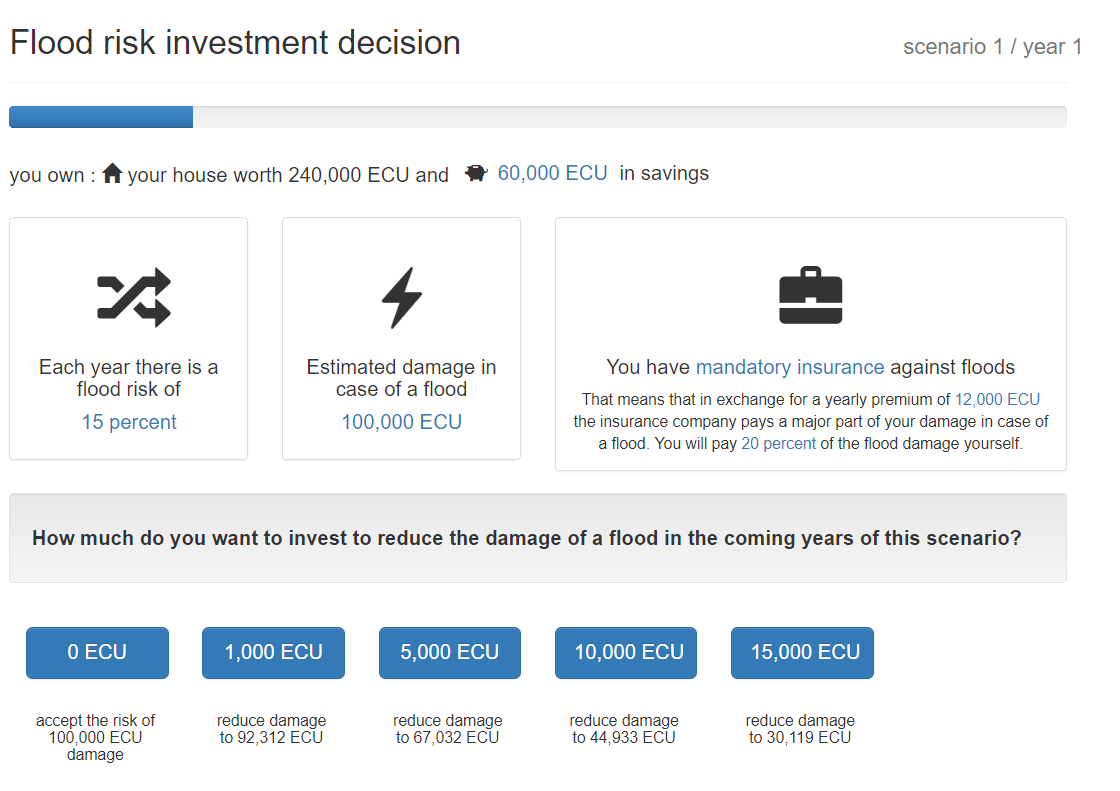 Flood risk investment decision
scenario 1 / year 1
you own : your house worth 240,000 ECU and 60,000 ECU in savings
Each year there is a
flood risk of
15 percent
Estimated damage in
case of a flood
100,000 ECU
You have mandatory insurance against floods
That means that in exchange for a yearly premium of 12,000 ECU
the insurance company pays a major part of your damage in case of
a flood. You will pay 20 percent of the flood damage yourself.
How much do you want to invest to reduce the damage of a flood in the coming years of this scenario?
0 ECU
accept the risk of
100,000 ECU
damage
1,000 ECU
reduce damage
to 92,312 ECU
5,000 ECU
reduce damage
to 67,032 ECU
10,000 ECU
reduce damage
to 44,933 ECU
15,000 ECU
reduce damage
to 30,119 ECU